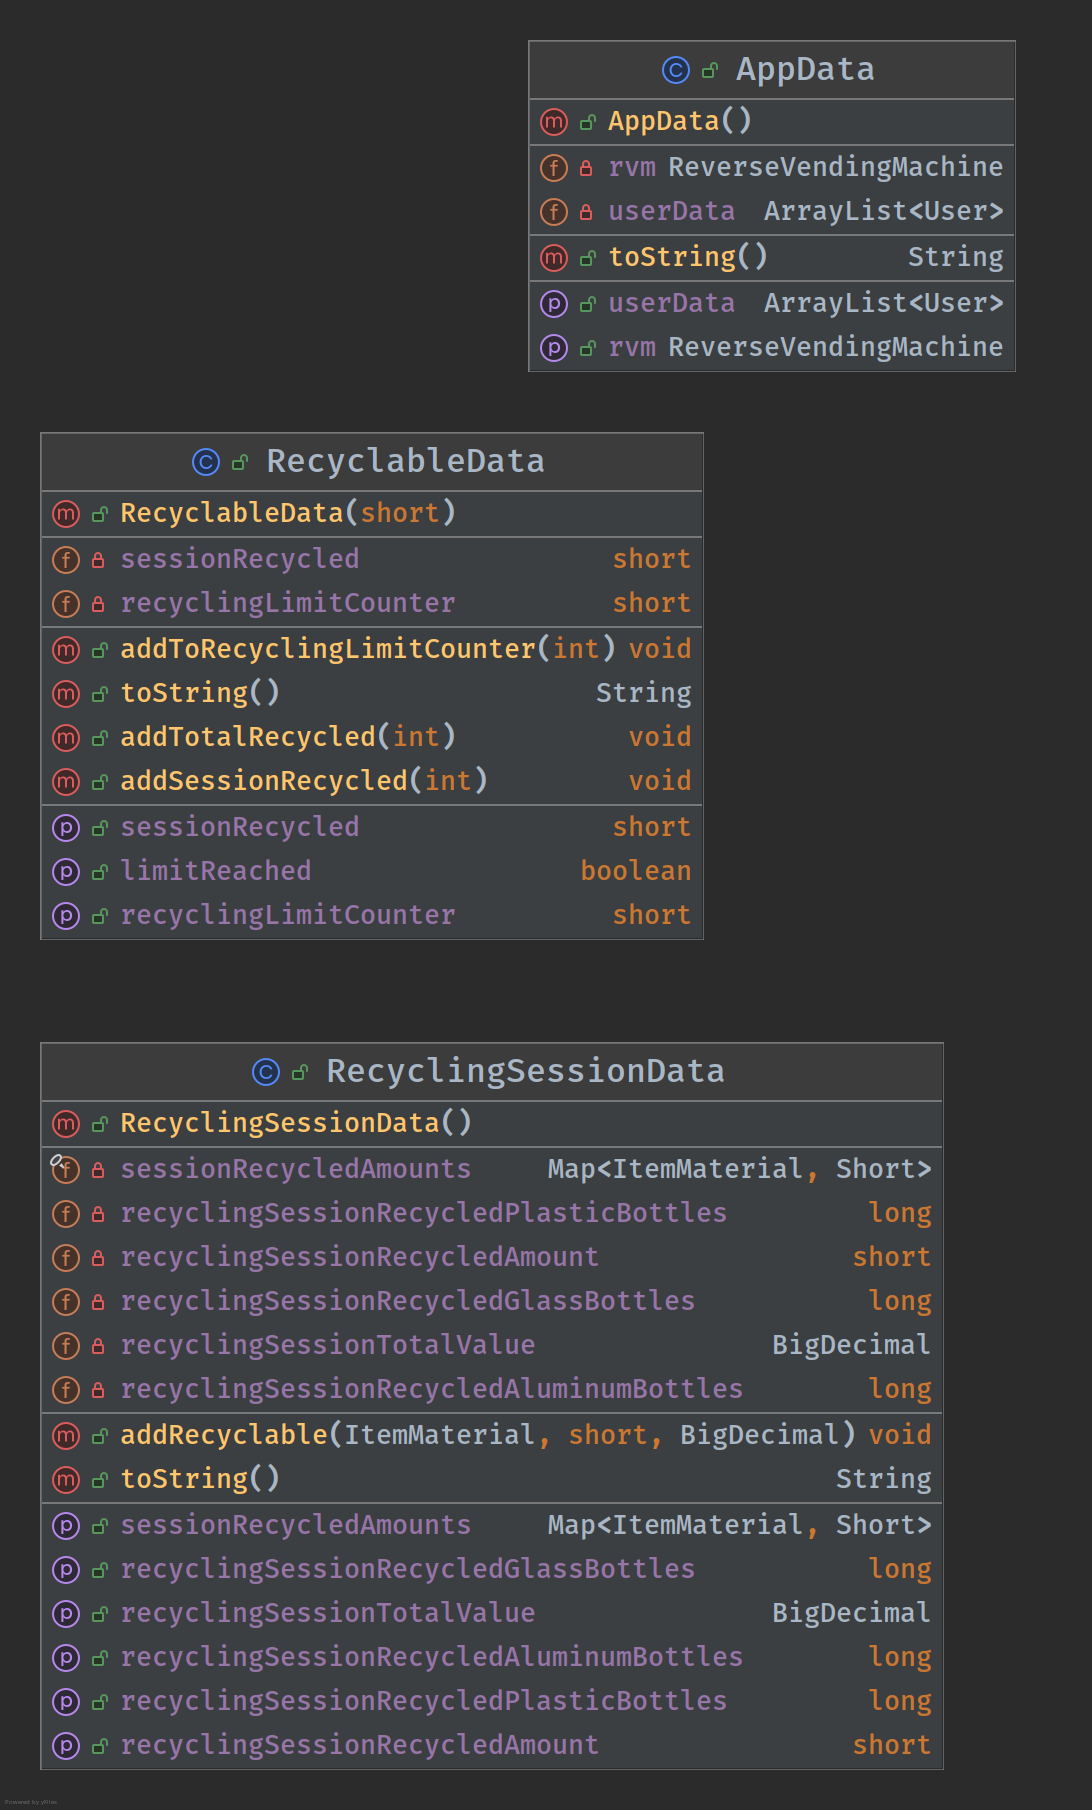 AppData
AppData()
rvm ReverseVendingMachine
userData ArrayList<User>
toString() String
userData ArrayList<User>
rvm ReverseVendingMachine
RecyclableData
RecyclableData(short)
sessionRecycled short
recyclingLimitCounter short
addToRecyclingLimitCounter(int) void
toString() String
addTotalRecycled(int) void
addSessionRecycled(int) void
sessionRecycled short
limitReached boolean
recyclingLimitCounter short
RecyclingSessionData
RecyclingSessionData()
sessionRecycledAmounts Map<ItemMaterial, Short>
recyclingSessionRecycledPlasticBottles long
recyclingSessionRecycledAmount short
recyclingSessionRecycledGlassBottles long
recyclingSessionTotalValue BigDecimal
recyclingSessionRecycledAluminumBottles long
addRecyclable(ItemMaterial, short, BigDecimal) void
toString() String
sessionRecycledAmounts Map<ItemMaterial, Short>
recyclingSessionRecycledGlassBottles long
recyclingSessionTotalValue BigDecimal
recyclingSessionRecycledAluminumBottles long
recyclingSessionRecycledPlasticBottles long
recyclingSessionRecycledAmount short
Powered by yFiles